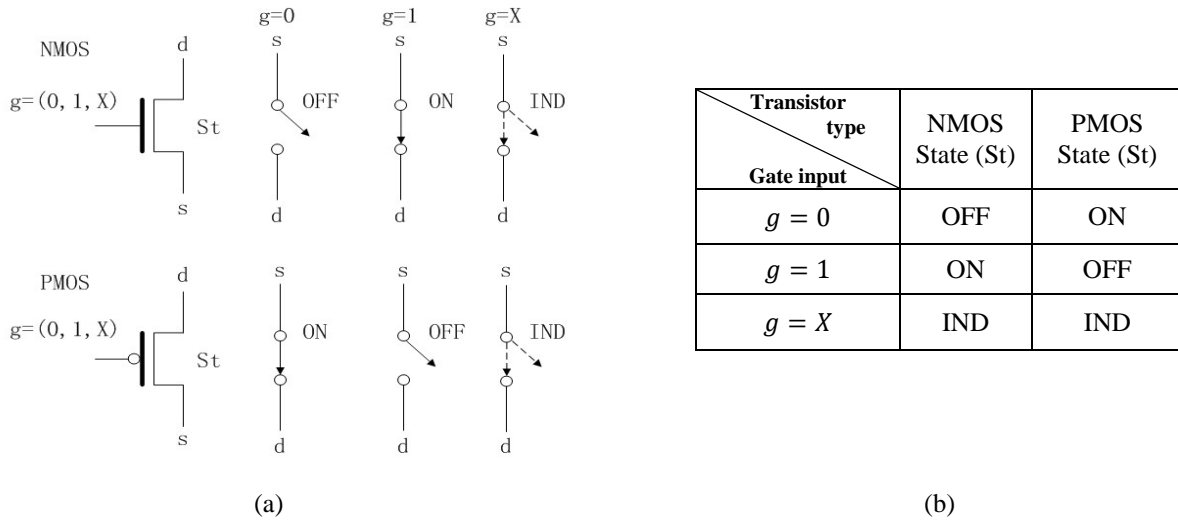 g=0 g=1 g=X
NMOS d s s s
g=(0, 1, X) OFF ON IND
St
s d d d
PMOS d s s s
g=(0, 1, X) ON OFF IND
St
s d d d
(a)
Transistor type
Gate input
NMOS State (St)
PMOS State (St)
g = 0 OFF ON
g = 1 ON OFF
g = X IND IND
(b)